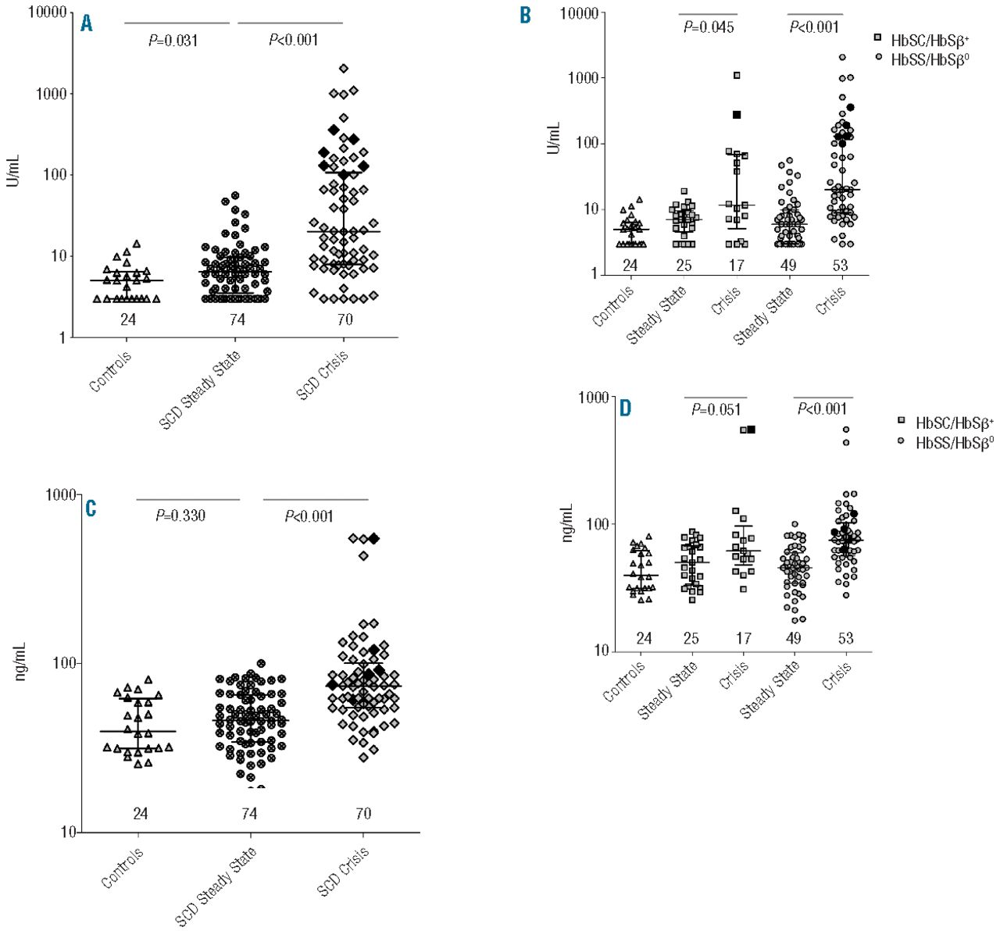 A
10000
1000
100
10
1
U/mL
P=0.031
P<0.001
24
74
70
Controls
SCD Steady State
SCD Crisis
B
10000
1000
100
10
1
U/mL
P=0.045
P<0.001
HbSC/HbSβ⁺
HbSS/HbSβ⁰
24
25
17
49
53
Controls
Steady State
Crisis
Steady State
Crisis
C
1000
100
10
ng/mL
P=0.330
P<0.001
24
74
70
Controls
SCD Steady State
SCD Crisis
D
1000
100
10
ng/mL
P=0.051
P<0.001
HbSC/HbSβ⁺
HbSS/HbSβ⁰
24
25
17
49
53
Controls
Steady State
Crisis
Steady State
Crisis